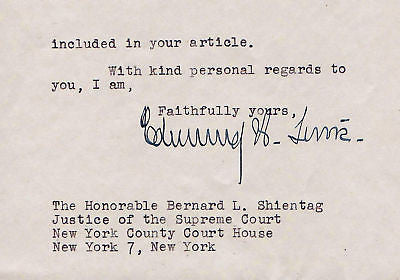 included in your article.
With kind personal regards to
you, I am,
Faithfully yours,
The Honorable Bernard L. Shientag
Justice of the Supreme Court
New York County Court House
New York 7, New York